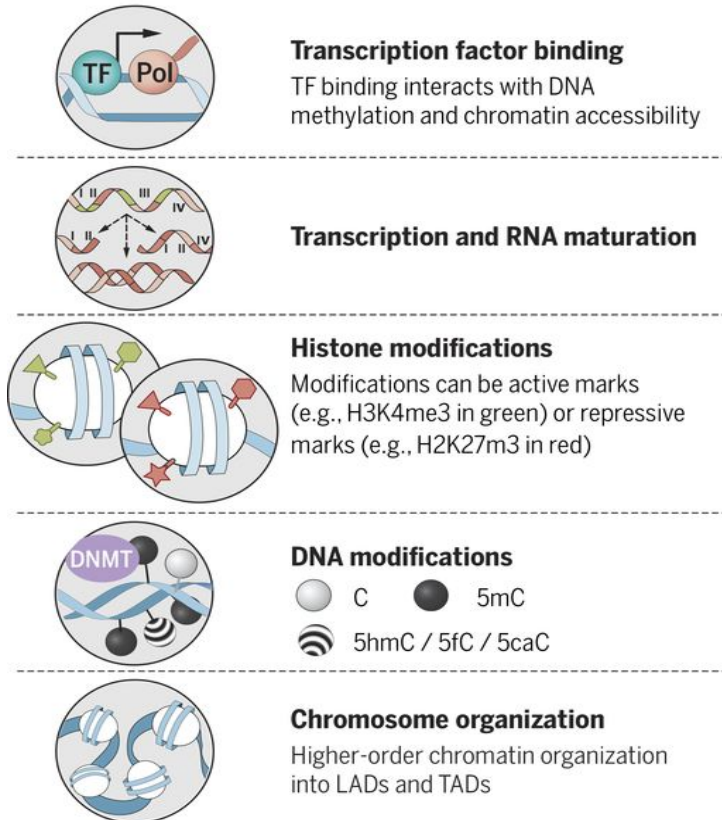 TF
Pol
Transcription factor binding
TF binding interacts with DNA
methylation and chromatin accessibility
I II III
IV
I II
I II IV
Transcription and RNA maturation
Histone modifications
Modifications can be active marks
(e.g., H3K4me3 in green) or repressive
marks (e.g., H2K27m3 in red)
DNMT
DNA modifications
C 5mC
5hmC / 5fC / 5caC
Chromosome organization
Higher-order chromatin organization
into LADs and TADs